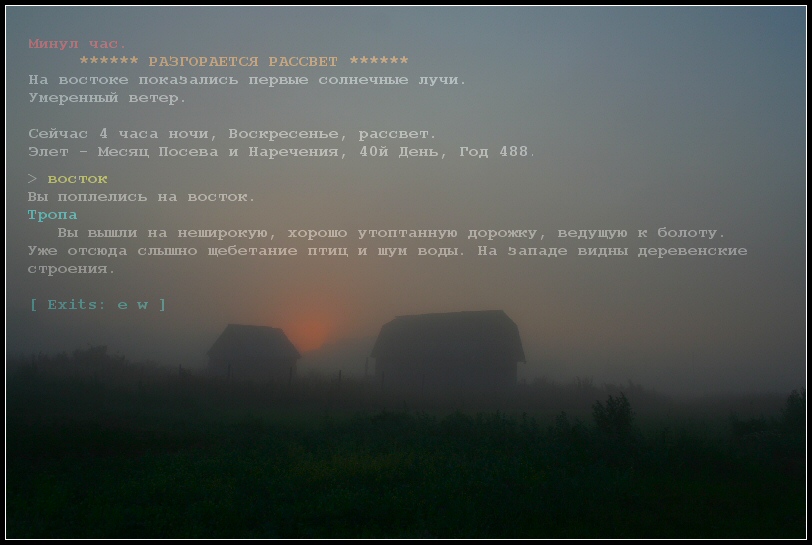 Минул час.
****** РАЗГОРАЕТСЯ РАССВЕТ ******
На востоке показались первые солнечные лучи.
Умеренный ветер.
Сейчас 4 часа ночи, Воскресенье, рассвет.
Элет - Месяц Посева и Наречения, 40й День, Год 488.
> восток
Вы поплелись на восток.
Тропа
Вы вышли на неширокую, хорошо утоптанную дорожку, ведущую к болоту.
Уже отсюда слышно щебетание птиц и шум воды. На западе видны деревенские
строения.
[ Exits: e w ]